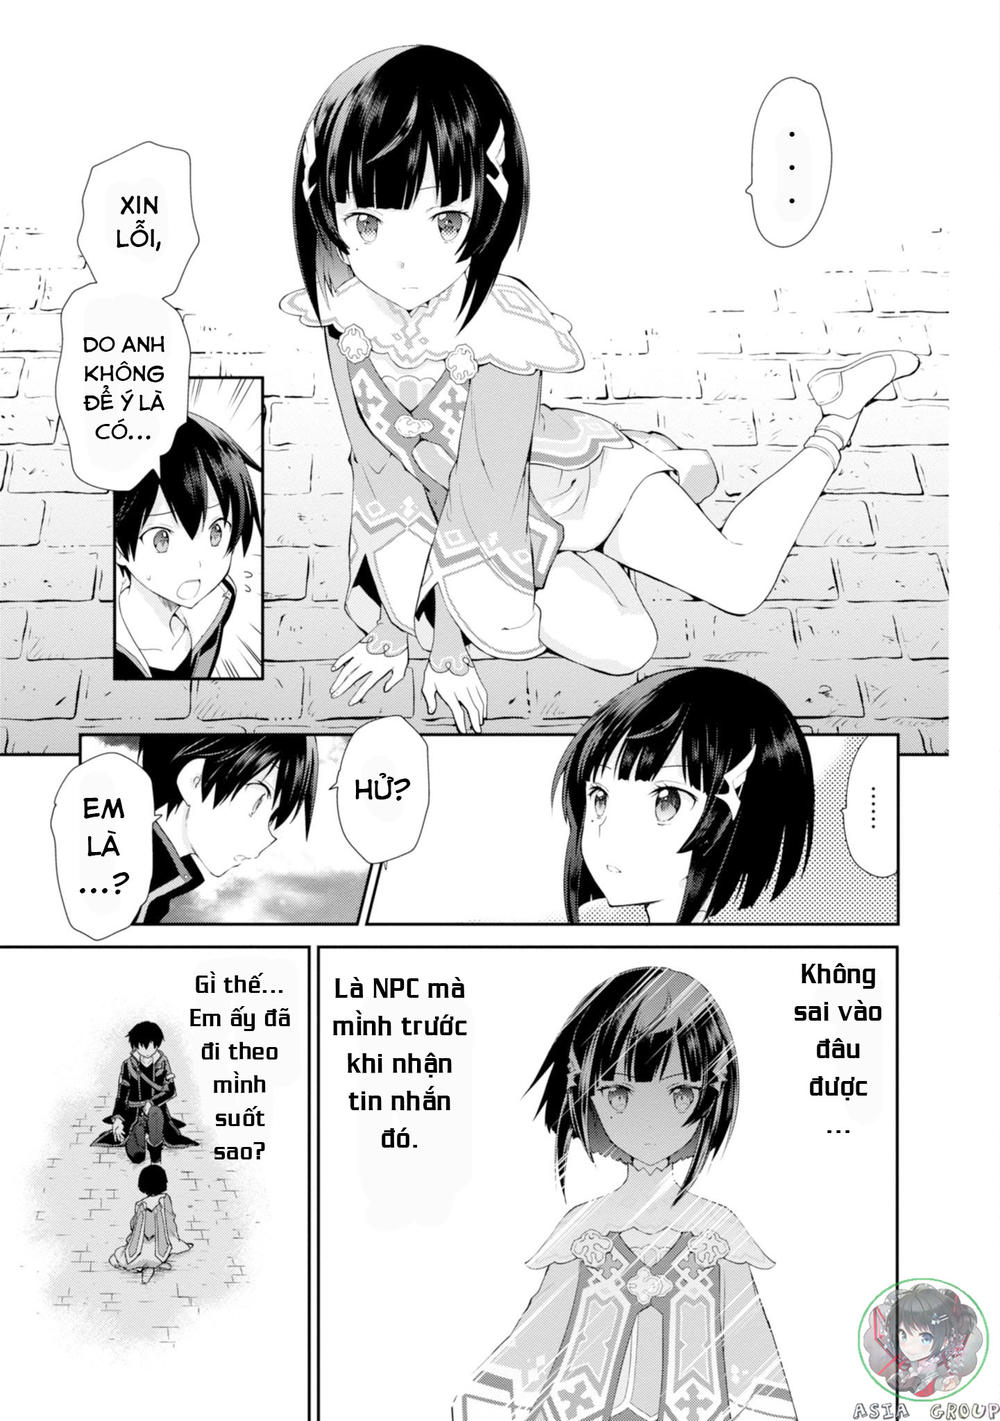 ...
XIN
LỖI,
DO ANH
KHÔNG
ĐỂ Ý LÀ
CÓ...
......
HỬ?
EM
LÀ
...?
Không
sai vào
đâu
được
...
Là NPC mà
mình trước
khi nhận
tin nhắn
đó.
Gì thế...
Em ấy đã
đi theo
mình
suốt
sao?
ASIA GROUP